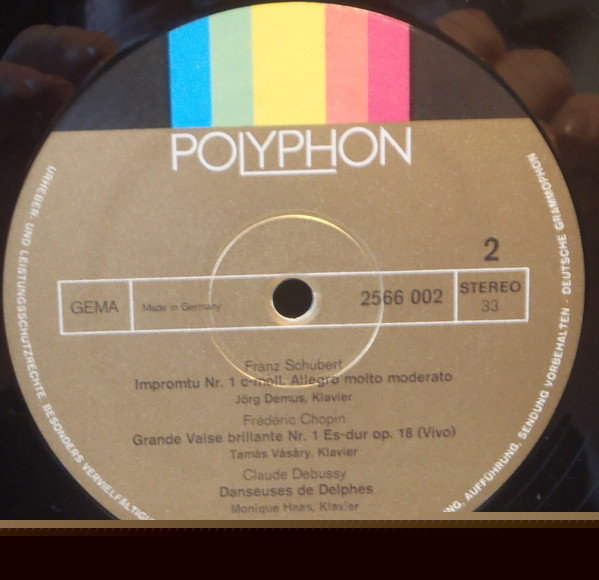 POLYPHON
2
GEMA
Made in Germany
2566 002
STEREO
33
Franz Schubert
Impromtu Nr. 1 c-moll, Allegro molto moderato
Jörg Demus, Klavier
Frédéric Chopin
Grande Valse brillante Nr. 1 Es-dur op. 18 (Vivo)
Tamás Vásáry, Klavier
Claude Debussy
Danseuses de Delphes
Monique Haas, Klavier
URHEBER- UND LEISTUNGSSCHUTZRECHTE, BESONDERS VERVIELFÄLTIGU
NG, AUFFÜHRUNG, SENDUNG VORBEHALTEN · DEUTSCHE GRAMMOPHON